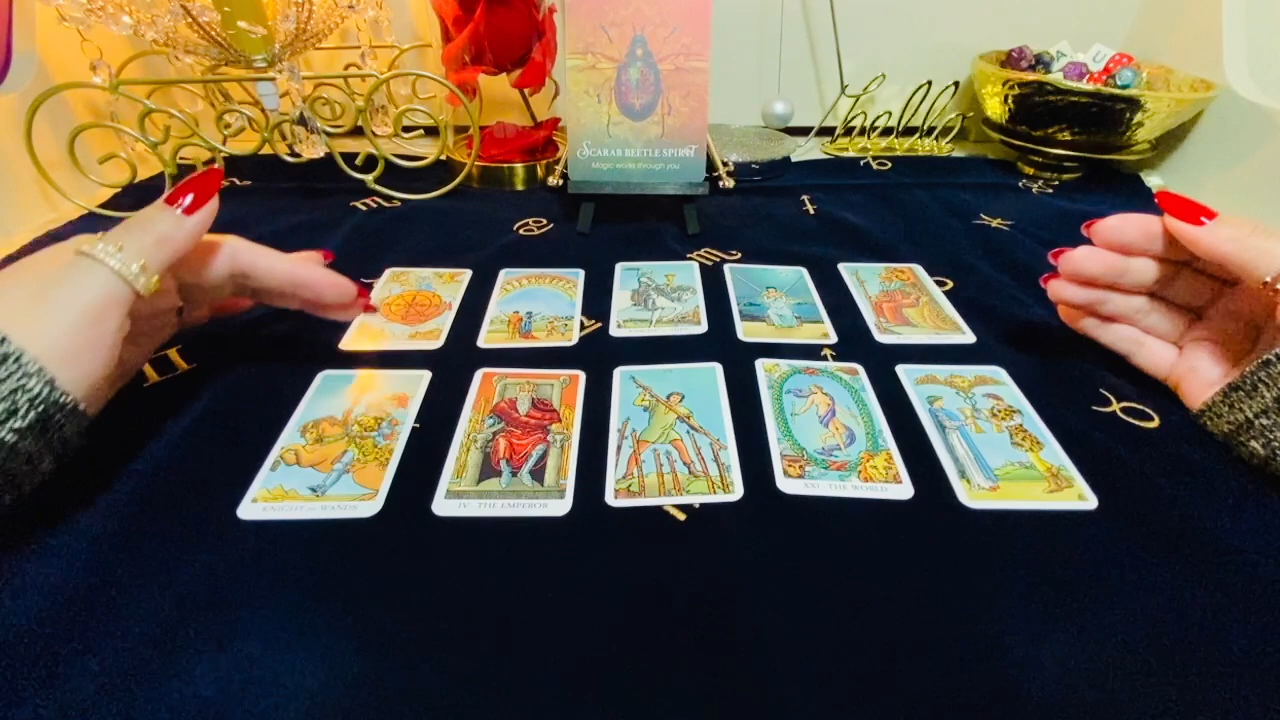 SCARAB BEETLE SPIRIT
Magic works through you
hello
A U
KNIGHT of WANDS
IV THE EMPEROR
XXI THE WORLD